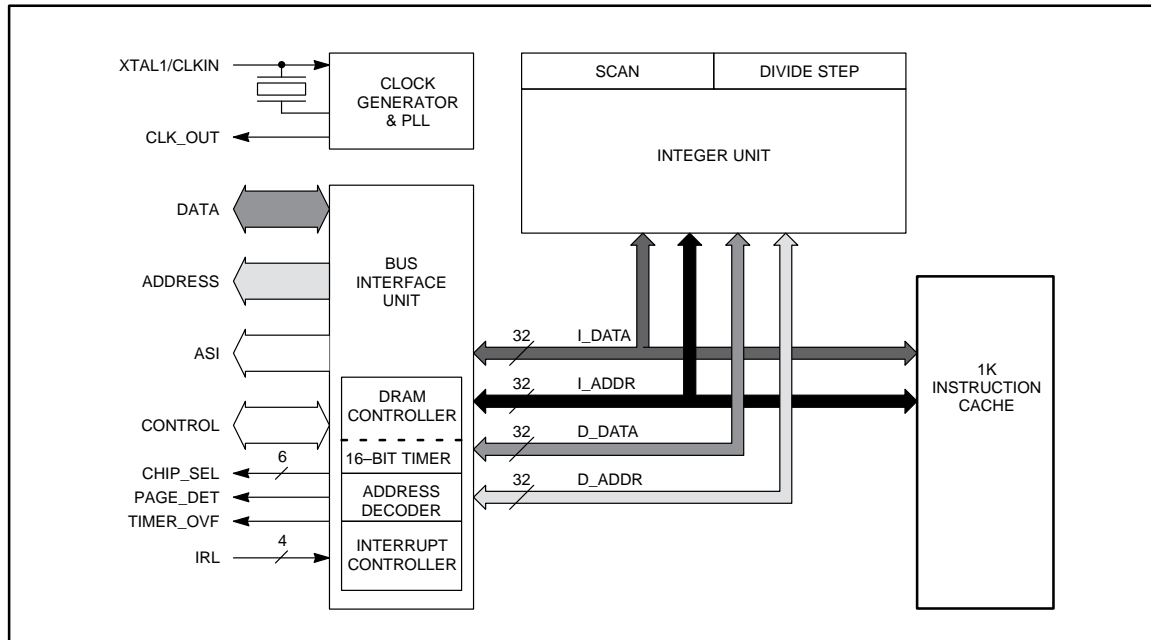 XTAL1/CLKIN
CLK_OUT
CLOCK
GENERATOR
& PLL
SCAN
DIVIDE STEP
INTEGER UNIT
DATA
ADDRESS
ASI
CONTROL
CHIP_SEL
6
PAGE_DET
TIMER_OVF
IRL
4
BUS
INTERFACE
UNIT
DRAM
CONTROLLER
16–BIT TIMER
ADDRESS
DECODER
INTERRUPT
CONTROLLER
32
I_DATA
32
I_ADDR
32
D_DATA
32
D_ADDR
1K
INSTRUCTION
CACHE